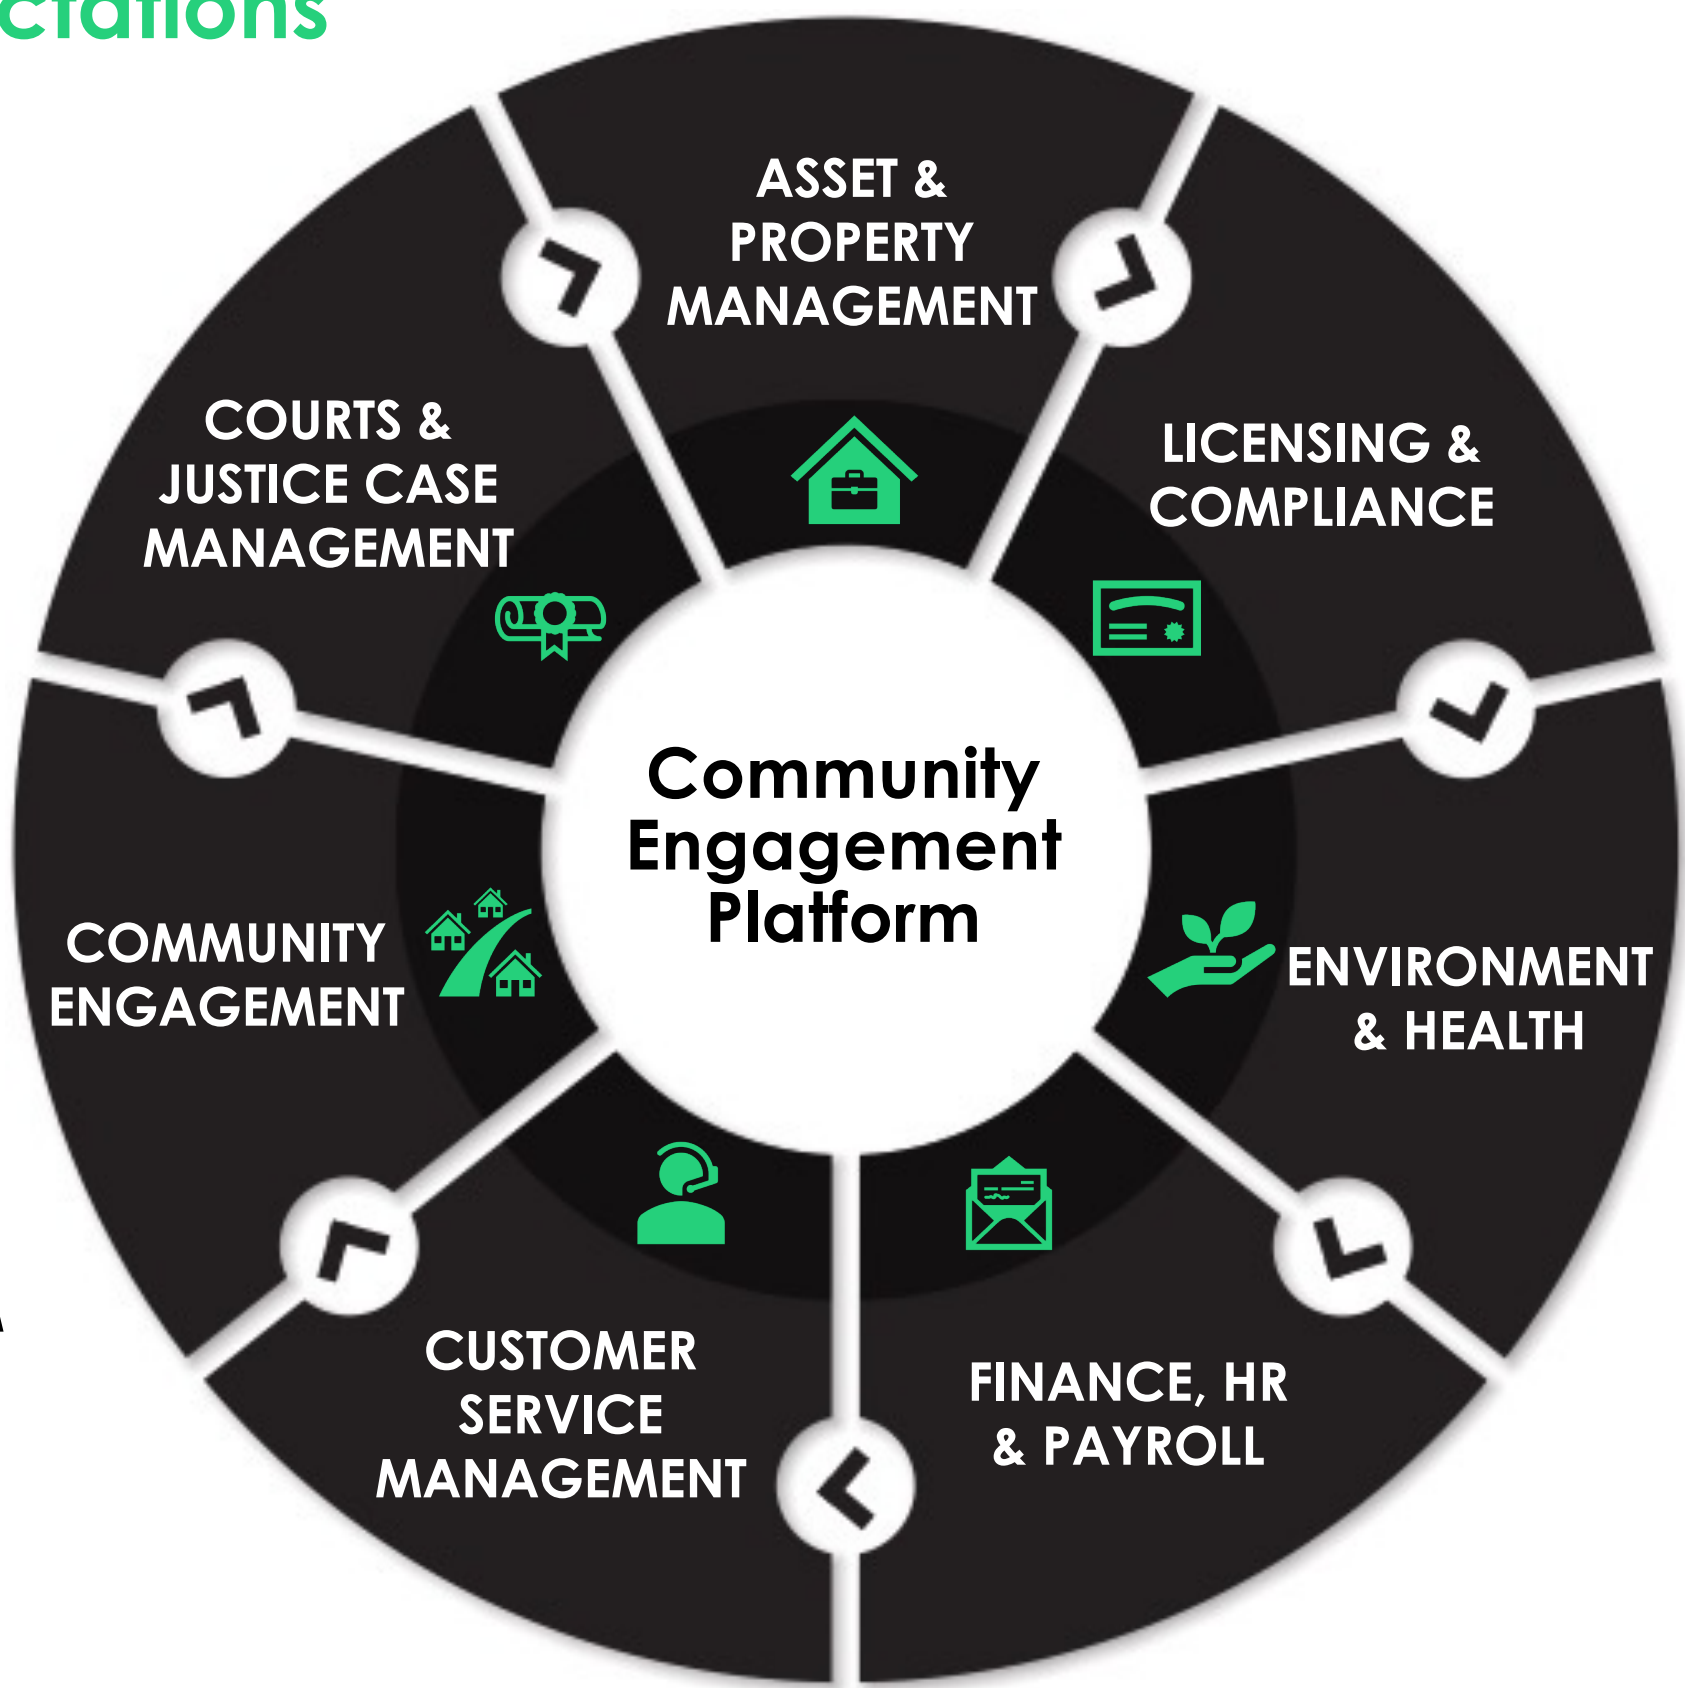 ctations
ASSET &
PROPERTY
MANAGEMENT
LICENSING &
COMPLIANCE
ENVIRONMENT
& HEALTH
FINANCE, HR
& PAYROLL
CUSTOMER
SERVICE
MANAGEMENT
COMMUNITY
ENGAGEMENT
COURTS &
JUSTICE CASE
MANAGEMENT
Community
Engagement
Platform